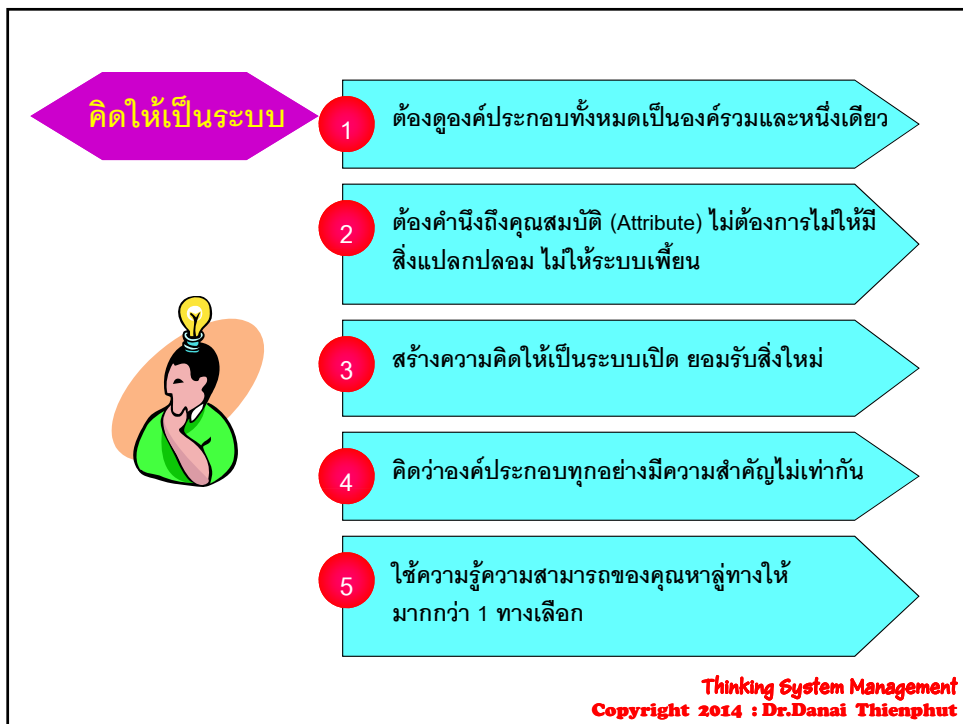 คิดให้เป็นระบบ
1 ต้องดูองค์ประกอบทั้งหมดเป็นองค์รวมและหนึ่งเดียว
2 ต้องคำนึงถึงคุณสมบัติ (Attribute) ไม่ต้องการไม่ให้มี
สิ่งแปลกปลอม ไม่ให้ระบบเพี้ยน
3 สร้างความคิดให้เป็นระบบเปิด ยอมรับสิ่งใหม่
4 คิดว่าองค์ประกอบทุกอย่างมีความสำคัญไม่เท่ากัน
5 ใช้ความรู้ความสามารถของคุณหาลู่ทางให้
มากกว่า 1 ทางเลือก
Thinking System Management
Copyright 2014 : Dr.Danai Thienphut